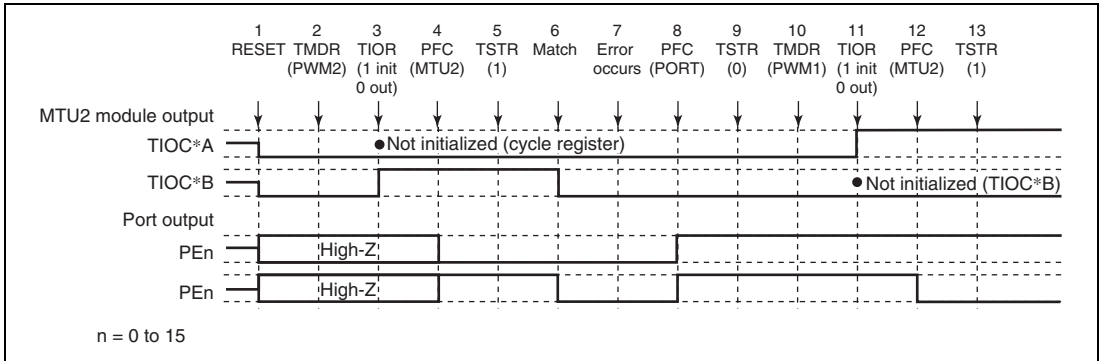 1 2 3 4 5 6 7 8 9 10 11 12 13
RESET TMDR TIOR PFC TSTR Match Error PFC TSTR TMDR TIOR PFC TSTR
(PWM2) (1 init (MTU2) (1) occurs (PORT) (0) (PWM1) (1 init (MTU2) (1)
0 out) 0 out)
MTU2 module output
TIOC*A ●Not initialized (cycle register)
TIOC*B ● Not initialized (TIOC*B)
Port output
PEn High-Z
PEn High-Z
n = 0 to 15